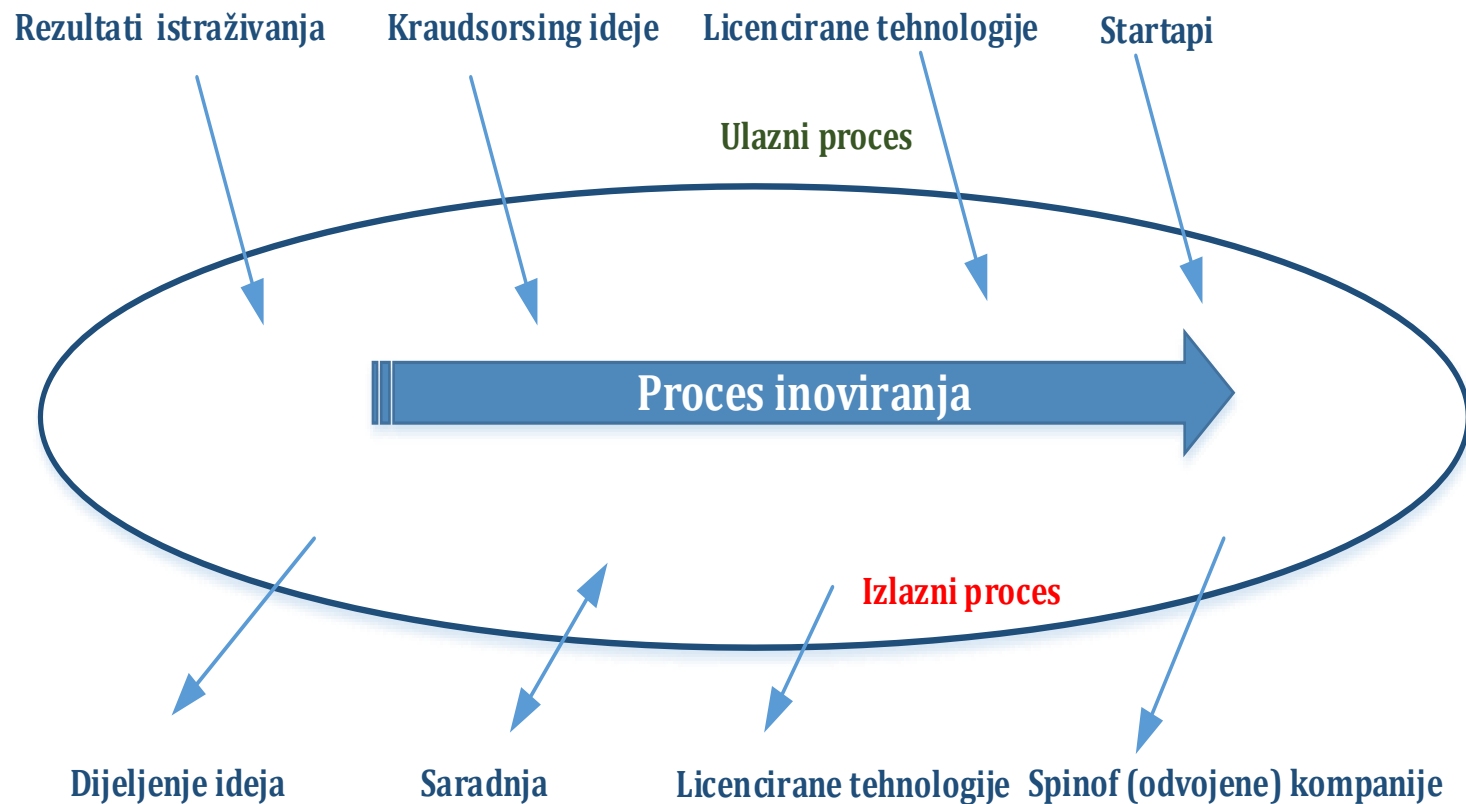 Rezultati istraživanja
Kraudsorsing ideje
Licencirane tehnologije
Startapi
Ulazni proces
Proces inoviranja
Izlazni proces
Dijeljenje ideja
Saradnja
Licencirane tehnologije
Spinof (odvojene) kompanije